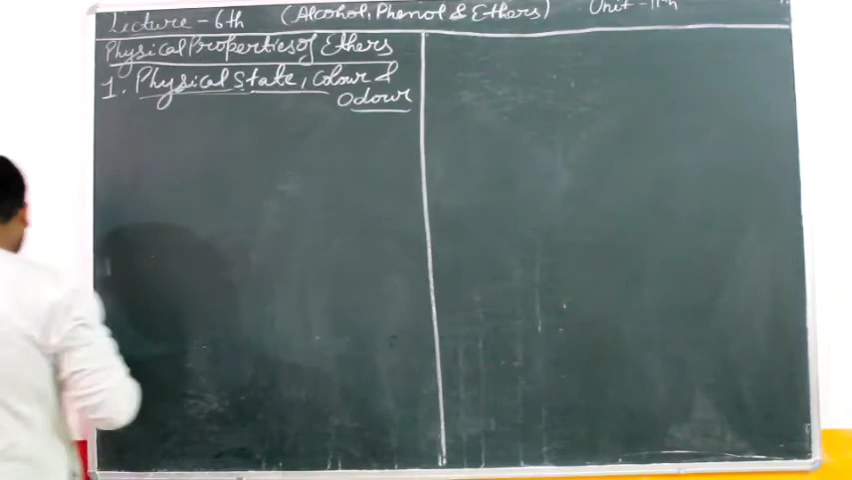 Lecture - 6th (Alcohol, Phenol & Ethers) Unit - 11th
Physical Properties of Ethers
1. Physical State, Colour &
Odour